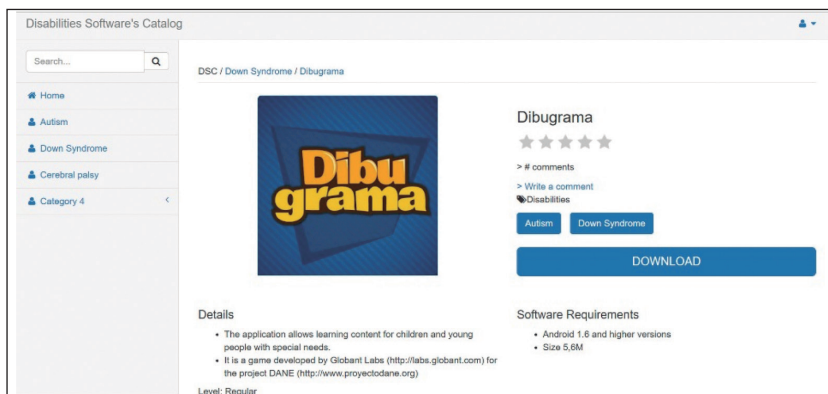 Disabilities Software's Catalog
Search...
Home
Autism
Down Syndrome
Cerebral palsy
Category 4
DSC / Down Syndrome / Dibugrama
Dibu
grama
Dibugrama
> # comments
> Write a comment
Disabilities
Autism Down Syndrome
DOWNLOAD
Details
• The application allows learning content for children and young
people with special needs.
• It is a game developed by Globant Labs (http://labs.globant.com) for
the project DANE (http://www.proyectodane.org)
Level: Regular
Software Requirements
• Android 1.6 and higher versions
• Size 5,6M